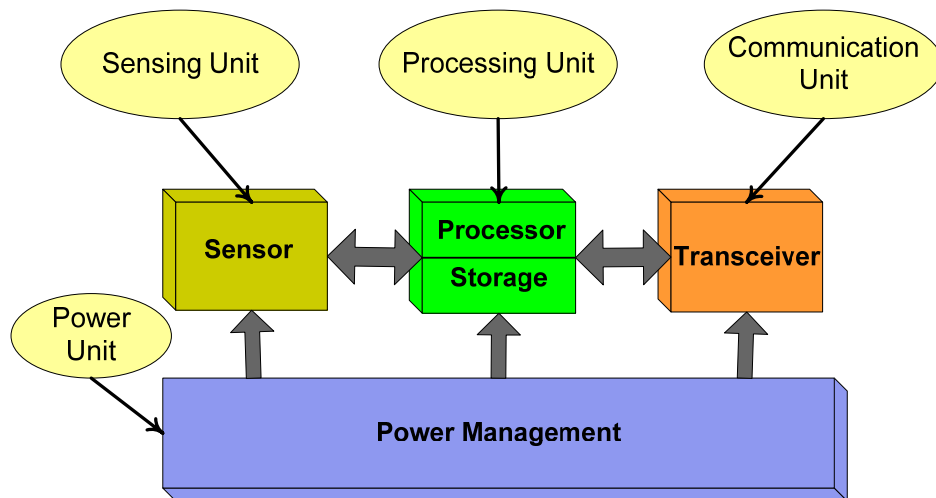 Sensing Unit
Processing Unit
Communication
Unit
Sensor
Processor
Storage
Transceiver
Power
Unit
Power Management